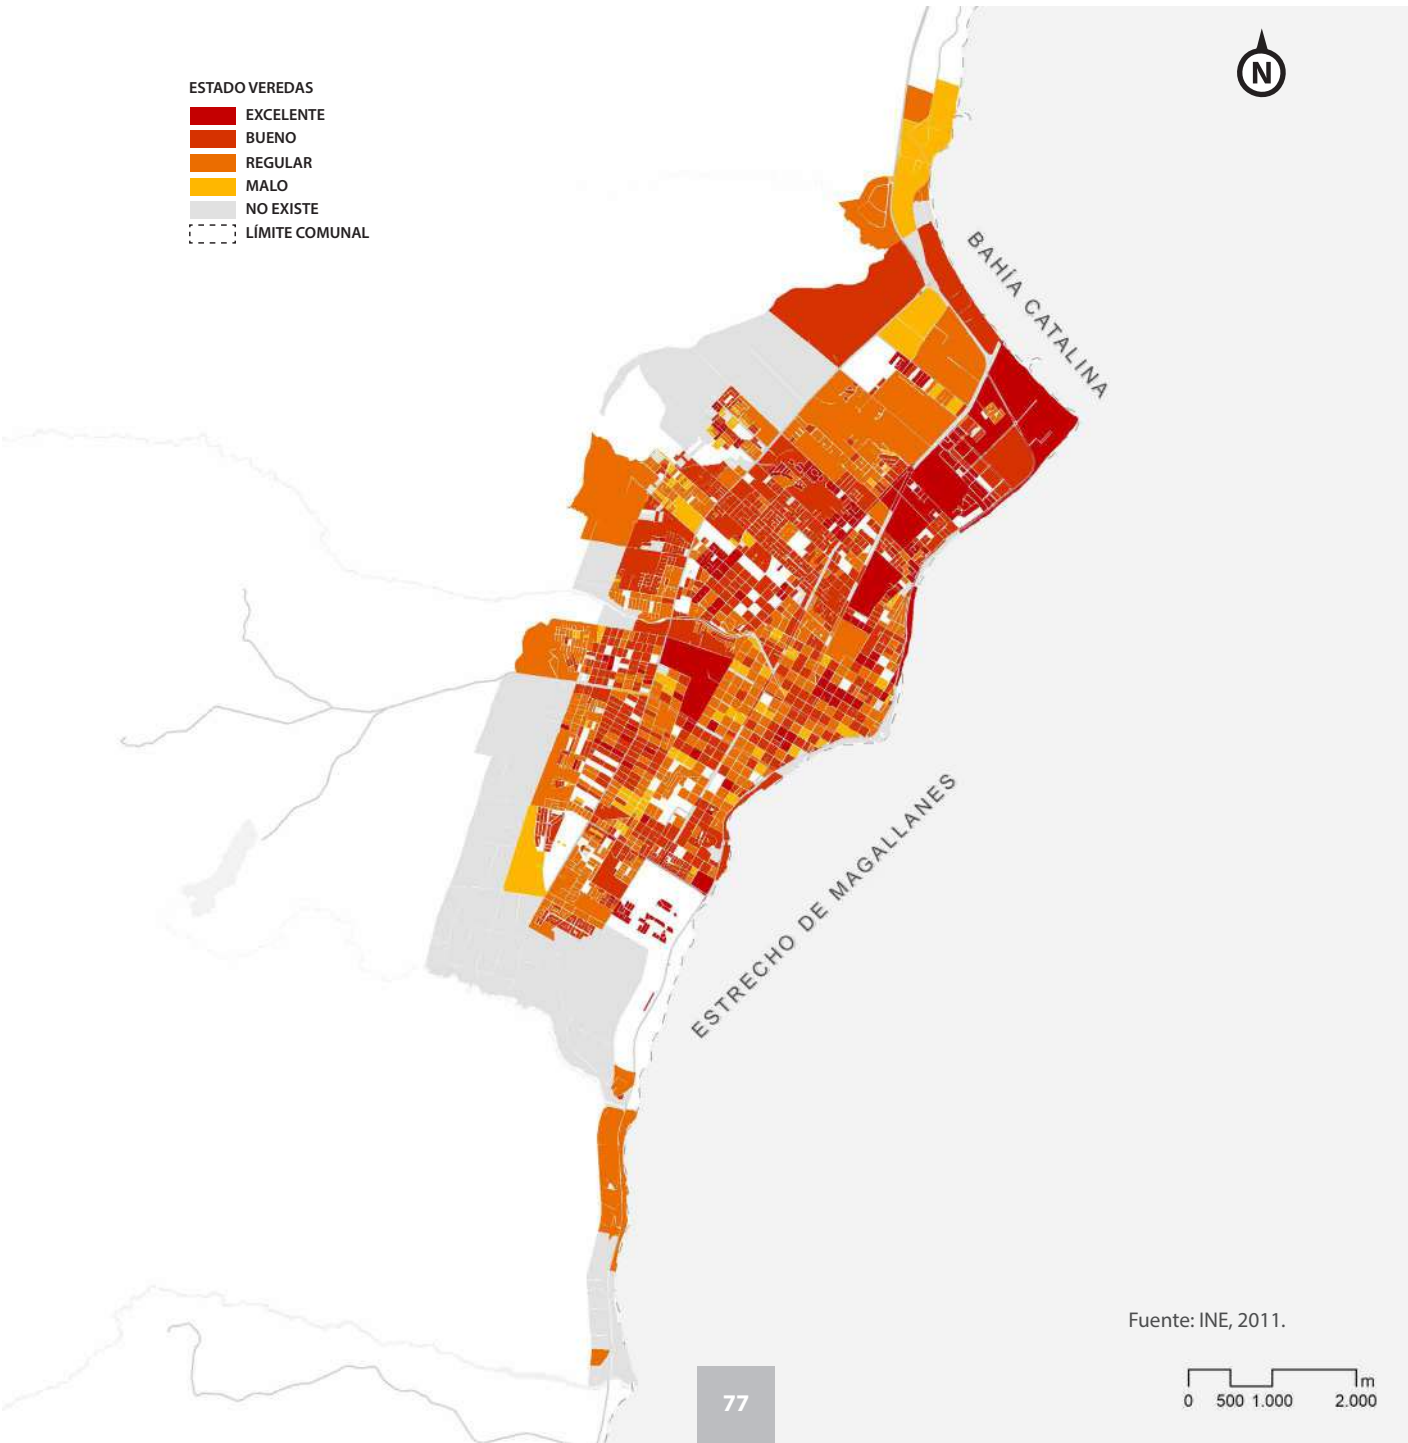 N
ESTADO VEREDAS
EXCELENTE
BUENO
REGULAR
MALO
NO EXISTE
LÍMITE COMUNAL
BAHÍA CATALINA
ESTRECHO DE MAGALLANES
Fuente: INE, 2011.
m
0 500 1.000 2.000
77